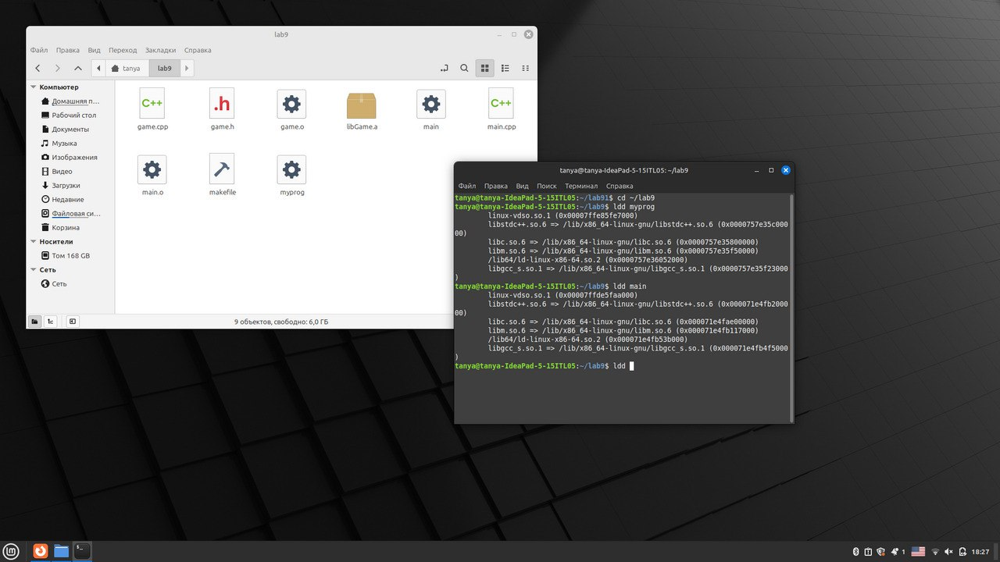 lab9
Файл Правка Вид Переход Закладки Справка
tanya lab9
Компьютер
Домашняя п...
Рабочий стол
Документы
Музыка
Изображения
Видео
Загрузки
Недавние
Файловая си...
Корзина
Носители
Том 168 GB
Сеть
Сеть
C++ .h C++
game.cpp game.h game.o libGame.a main main.cpp
main.o makefile myprog
9 объектов, свободно: 6,0 ГБ
tanya@tanya-IdeaPad-5-15ITL05: ~/lab9
Файл Правка Вид Поиск Терминал Справка
tanya@tanya-IdeaPad-5-15ITL05:~/lab91$ cd ~/lab9
tanya@tanya-IdeaPad-5-15ITL05:~/lab9$ ldd myprog
linux-vdso.so.1 (0x00007ffe85fe7000)
libstdc++.so.6 => /lib/x86_64-linux-gnu/libstdc++.so.6 (0x0000757e35c000
00)
libc.so.6 => /lib/x86_64-linux-gnu/libc.so.6 (0x0000757e35800000)
libm.so.6 => /lib/x86_64-linux-gnu/libm.so.6 (0x0000757e35f50000)
/lib64/ld-linux-x86-64.so.2 (0x0000757e36052000)
libgcc_s.so.1 => /lib/x86_64-linux-gnu/libgcc_s.so.1 (0x0000757e35f23000
)
tanya@tanya-IdeaPad-5-15ITL05:~/lab9$ ldd main
linux-vdso.so.1 (0x00007ffde5faa000)
libstdc++.so.6 => /lib/x86_64-linux-gnu/libstdc++.so.6 (0x000071e4fb2000
00)
libc.so.6 => /lib/x86_64-linux-gnu/libc.so.6 (0x000071e4fae00000)
libm.so.6 => /lib/x86_64-linux-gnu/libm.so.6 (0x000071e4fb117000)
/lib64/ld-linux-x86-64.so.2 (0x000071e4fb53b000)
libgcc_s.so.1 => /lib/x86_64-linux-gnu/libgcc_s.so.1 (0x000071e4fb4f5000
)
tanya@tanya-IdeaPad-5-15ITL05:~/lab9$ ldd
1 18:27